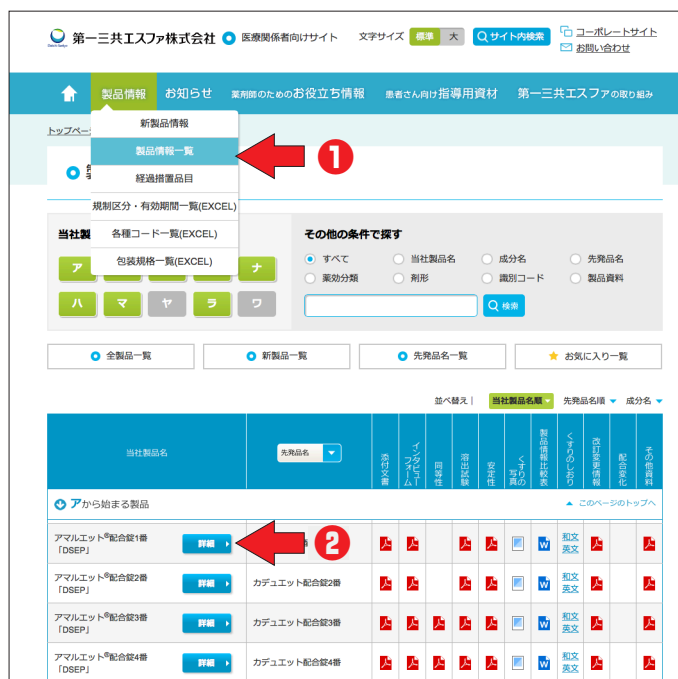 Daiichi-Sankyo
第一三共エスファ株式会社
医療関係者向けサイト
文字サイズ 標準 大
サイト内検索
コーポレートサイト
お問い合わせ
製品情報 お知らせ 薬剤師のためのお役立ち情報 患者さん向け指導用資材 第一三共エスファの取り組み
トップペー
新製品情報
製品情報一覧
1
経過措置品目
規制区分・有効期間一覧(EXCEL)
各種コード一覧(EXCEL)
包装規格一覧(EXCEL)
当社製
その他の条件で探す
ア ナ
ハ マ ヤ ラ ワ
すべて 当社製品名 成分名 先発品名
薬効分類 剤形 識別コード 製品資料
検索
全製品一覧 新製品一覧 先発品名一覧 お気に入り一覧
並べ替え | 当社製品名順 先発品名順 成分名
当社製品名
先発品名
添付文書
インタビューフォーム
同等性
溶出試験
安定性
くすりの写真
製品情報比較表
くすりのしおり
改訂変更情報
配合変化
その他資料
アから始まる製品
このページのトップへ
アマルエット®配合錠1番「DSEP」
詳細
2
番
W
和文
英文
アマルエット®配合錠2番「DSEP」
詳細
カデュエット配合錠2番
W
和文
英文
アマルエット®配合錠3番「DSEP」
詳細
カデュエット配合錠3番
W
和文
英文
アマルエット®配合錠4番「DSEP」
詳細
カデュエット配合錠4番
W
和文
英文